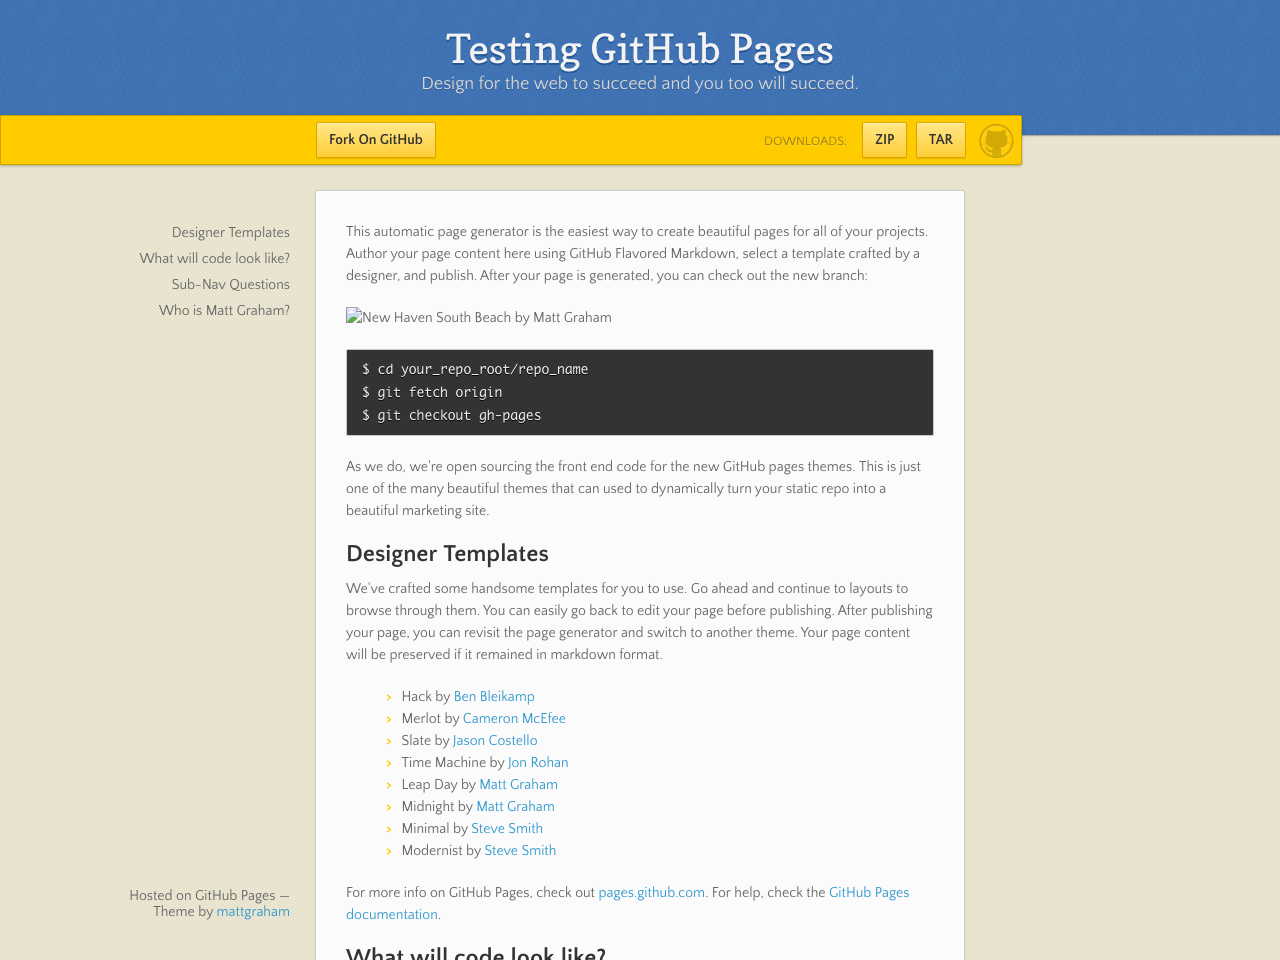 Testing GitHub Pages
Design for the web to succeed and you too will succeed.
Fork On GitHub
DOWNLOADS:
ZIP
TAR
Designer Templates
What will code look like?
Sub-Nav Questions
Who is Matt Graham?
This automatic page generator is the easiest way to create beautiful pages for all of your projects.
Author your page content here using GitHub Flavored Markdown, select a template crafted by a
designer, and publish. After your page is generated, you can check out the new branch:
New Haven South Beach by Matt Graham
$ cd your_repo_root/repo_name
$ git fetch origin
$ git checkout gh-pages
As we do, we're open sourcing the front end code for the new GitHub pages themes. This is just
one of the many beautiful themes that can used to dynamically turn your static repo into a
beautiful marketing site.
Designer Templates
We've crafted some handsome templates for you to use. Go ahead and continue to layouts to
browse through them. You can easily go back to edit your page before publishing. After publishing
your page, you can revisit the page generator and switch to another theme. Your page content
will be preserved if it remained in markdown format.
› Hack by Ben Bleikamp
› Merlot by Cameron McEfee
› Slate by Jason Costello
› Time Machine by Jon Rohan
› Leap Day by Matt Graham
› Midnight by Matt Graham
› Minimal by Steve Smith
› Modernist by Steve Smith
For more info on GitHub Pages, check out pages.github.com. For help, check the GitHub Pages
documentation.
What will code look like?
Hosted on GitHub Pages —
Theme by mattgraham